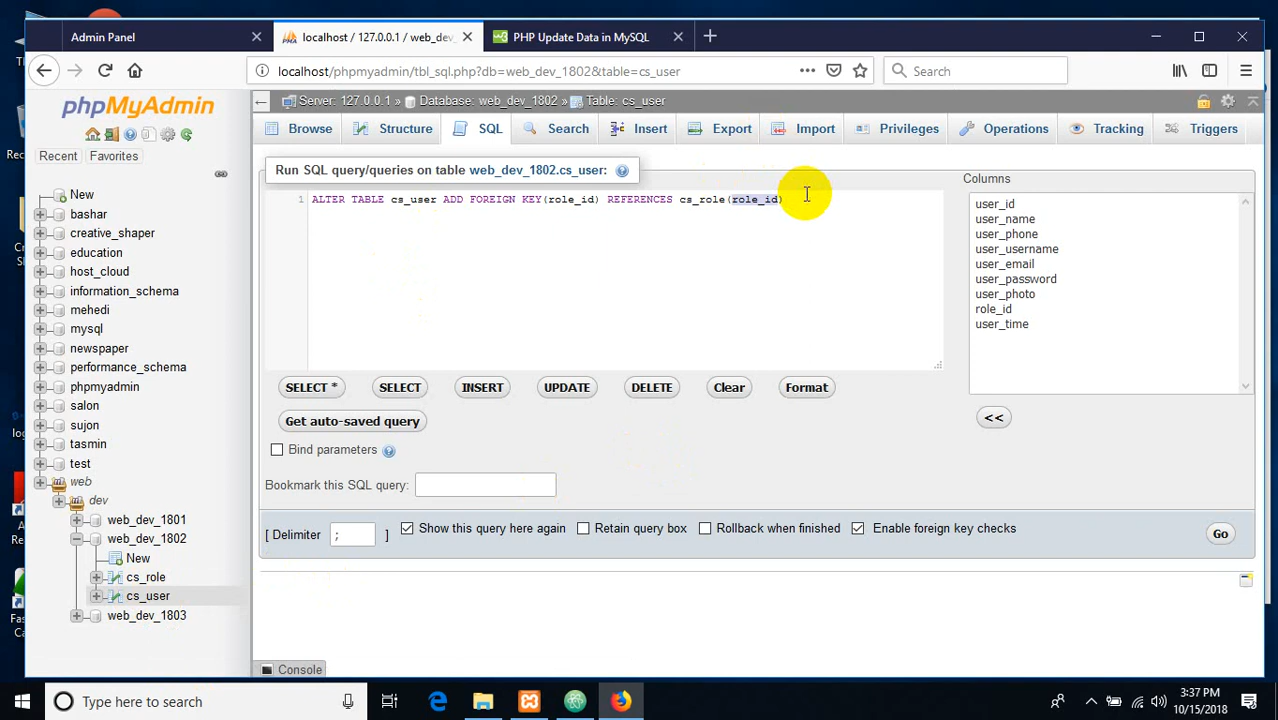 Admin Panel
localhost / 127.0.0.1 / web_dev_
PHP Update Data in MySQL
localhost/phpmyadmin/tbl_sql.php?db=web_dev_1802&table=cs_user
Search
phpMyAdmin
Server: 127.0.0.1 » Database: web_dev_1802 » Table: cs_user
Browse Structure SQL Search Insert Export Import Privileges Operations Tracking Triggers
Recent Favorites
Run SQL query/queries on table web_dev_1802.cs_user:
1 ALTER TABLE cs_user ADD FOREIGN KEY(role_id) REFERENCES cs_role(role_id)
Columns
user_id
user_name
user_phone
user_username
user_email
user_password
user_photo
role_id
user_time
<<
SELECT * SELECT INSERT UPDATE DELETE Clear Format
Get auto-saved query
Bind parameters
Bookmark this SQL query:
[ Delimiter ; ] Show this query here again Retain query box Rollback when finished Enable foreign key checks Go
New
bashar
creative_shaper
education
host_cloud
information_schema
mehedi
mysql
newspaper
performance_schema
phpmyadmin
salon
sujon
tasmin
test
web
dev
web_dev_1801
web_dev_1802
New
cs_role
cs_user
web_dev_1803
Console
Type here to search
3:37 PM
10/15/2018